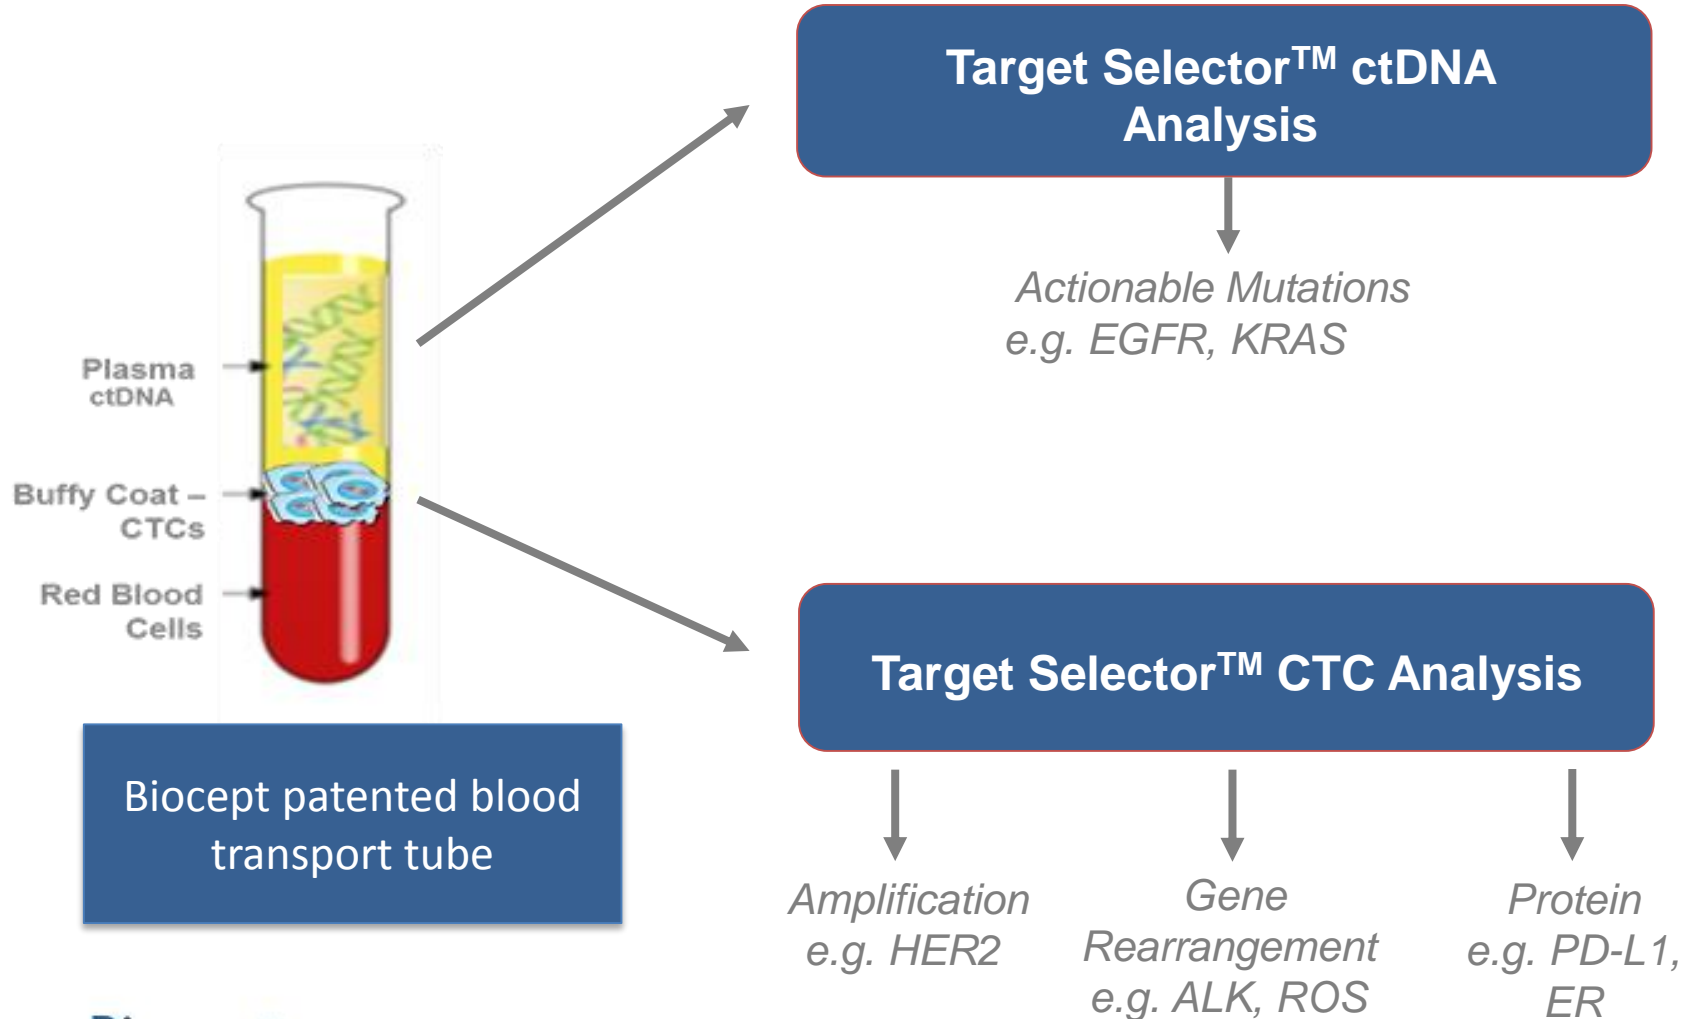 Target Selector™ ctDNA
Analysis
Actionable Mutations
e.g. EGFR, KRAS
Plasma
ctDNA
Buffy Coat –
CTCs
Red Blood
Cells
Biocept patented blood
transport tube
Target Selector™ CTC Analysis
Amplification
e.g. HER2
Gene
Rearrangement
e.g. ALK, ROS
Protein
e.g. PD-L1,
ER